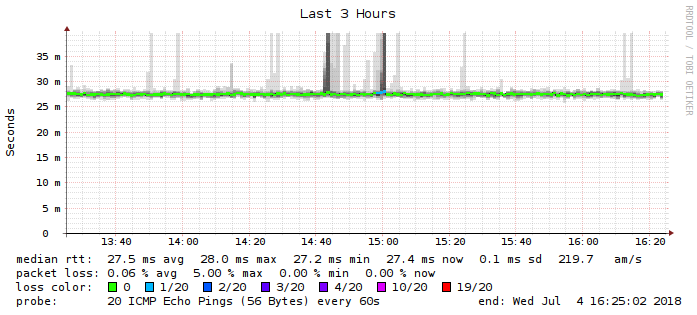 Last 3 Hours
RRDTOOL / TOBI OETIKER
Seconds
35 m
30 m
25 m
20 m
15 m
10 m
5 m
0
13:40 14:00 14:20 14:40 15:00 15:20 15:40 16:00 16:20
median rtt: 27.5 ms avg 28.0 ms max 27.2 ms min 27.4 ms now 0.1 ms sd 219.7 am/s
packet loss: 0.06 % avg 5.00 % max 0.00 % min 0.00 % now
loss color: 0 1/20 2/20 3/20 4/20 10/20 19/20
probe: 20 ICMP Echo Pings (56 Bytes) every 60s end: Wed Jul 4 16:25:02 2018